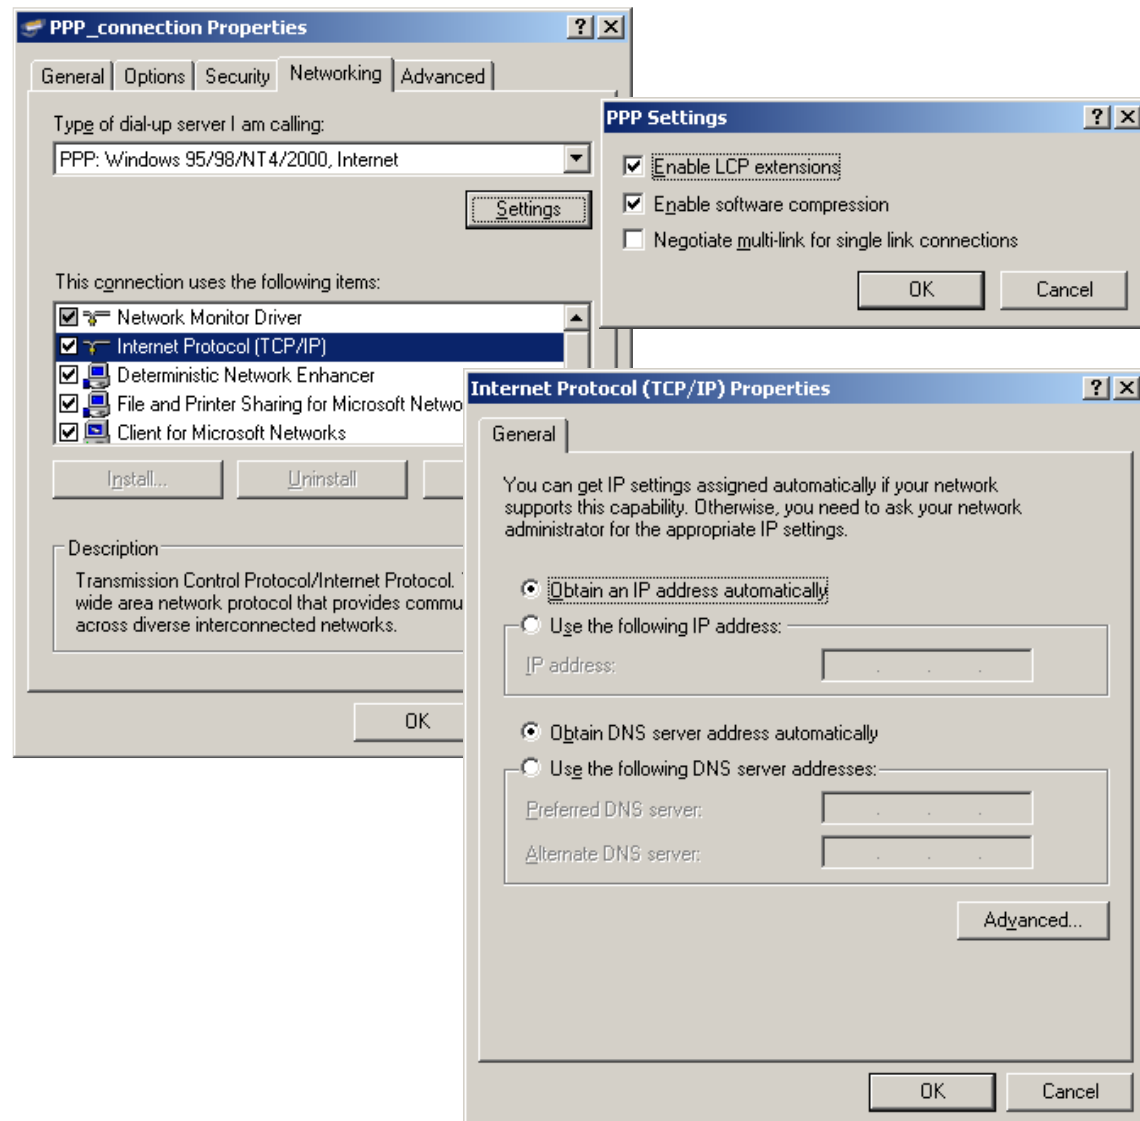 PPP_connection Properties
General Options Security Networking Advanced
Type of dial-up server I am calling:
PPP: Windows 95/98/NT4/2000, Internet
Settings
This connection uses the following items:
Network Monitor Driver
Internet Protocol (TCP/IP)
Deterministic Network Enhancer
File and Printer Sharing for Microsoft Netwo
Client for Microsoft Networks
Install... Uninstall
Description
Transmission Control Protocol/Internet Protocol.
wide area network protocol that provides commu
across diverse interconnected networks.
OK
PPP Settings
Enable LCP extensions
Enable software compression
Negotiate multi-link for single link connections
OK Cancel
Internet Protocol (TCP/IP) Properties
General
You can get IP settings assigned automatically if your network
supports this capability. Otherwise, you need to ask your network
administrator for the appropriate IP settings.
Obtain an IP address automatically
Use the following IP address:
IP address:
Obtain DNS server address automatically
Use the following DNS server addresses:
Preferred DNS server:
Alternate DNS server:
Advanced...
OK Cancel